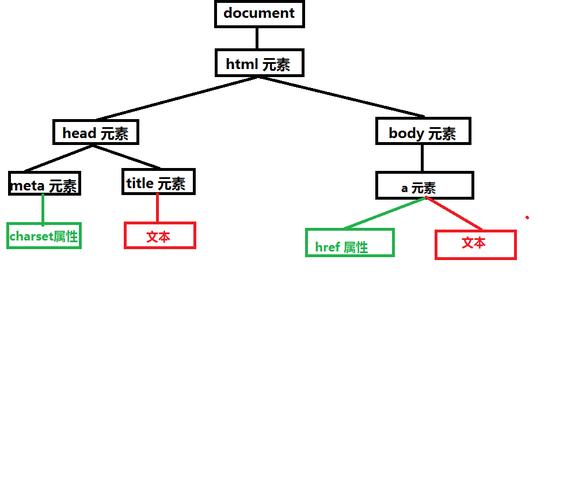 document
html 元素
head 元素
body 元素
meta 元素
title 元素
a 元素
charset属性
文本
href 属性
文本